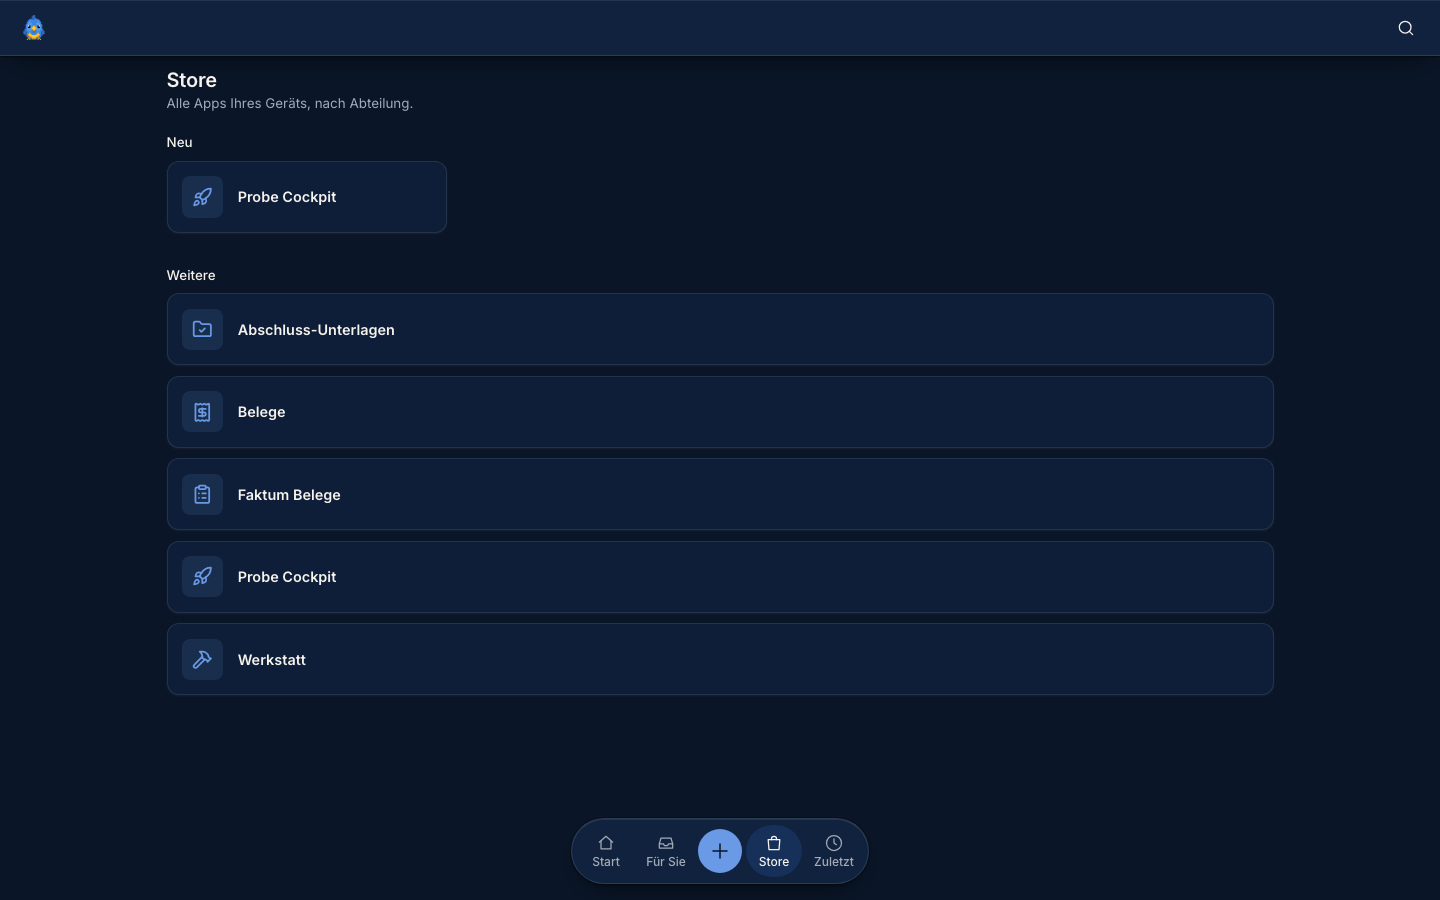 Store
Alle Apps Ihres Geräts, nach Abteilung.
Neu
Probe Cockpit
Weitere
Abschluss-Unterlagen
Belege
Faktum Belege
Probe Cockpit
Werkstatt
Start
Für Sie
Store
Zuletzt